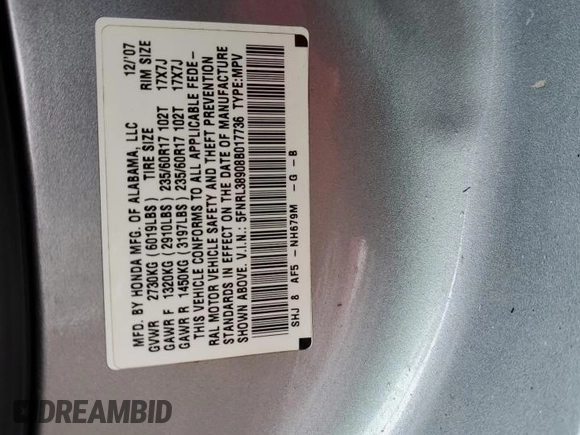 MFD. BY HONDA MFG. OF ALABAMA, LLC 12/'07
GVWR 2730KG (6019LBS) TIRE SIZE RIM SIZE
GAWR F 1320KG (2910LBS) 235/60R17 102T 17X7J
GAWR R 1450KG (3197LBS) 235/60R17 102T 17X7J
THIS VEHICLE CONFORMS TO ALL APPLICABLE FEDE-
RAL MOTOR VEHICLE SAFETY AND THEFT PREVENTION
STANDARDS IN EFFECT ON THE DATE OF MANUFACTURE
SHOWN ABOVE. V.I.N.: 5FNRL38908B017736 TYPE:MPV
SHJ 8 AF5 -NH679M -G -B
DREAMBID